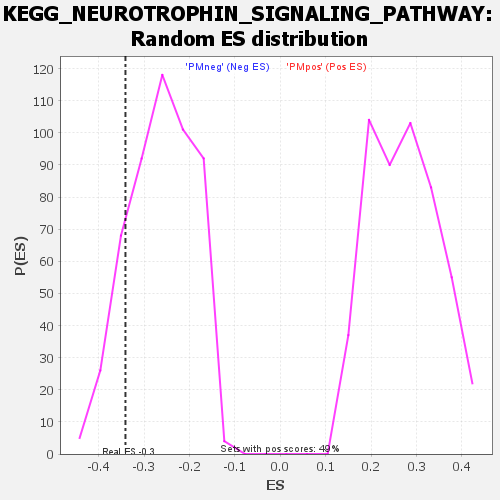 KEGG_NEUROTROPHIN_SIGNALING_PATHWAY:
Random ES distribution
'PMneg' (Neg ES) 'PMpos' (Pos ES)
120
110
100
90
80
70
60
50
40
30
20
10
0
P(ES)
Real ES -0.3
Sets with pos scores: 49%
-0.4 -0.3 -0.2 -0.1 0.0 0.1 0.2 0.3 0.4
ES